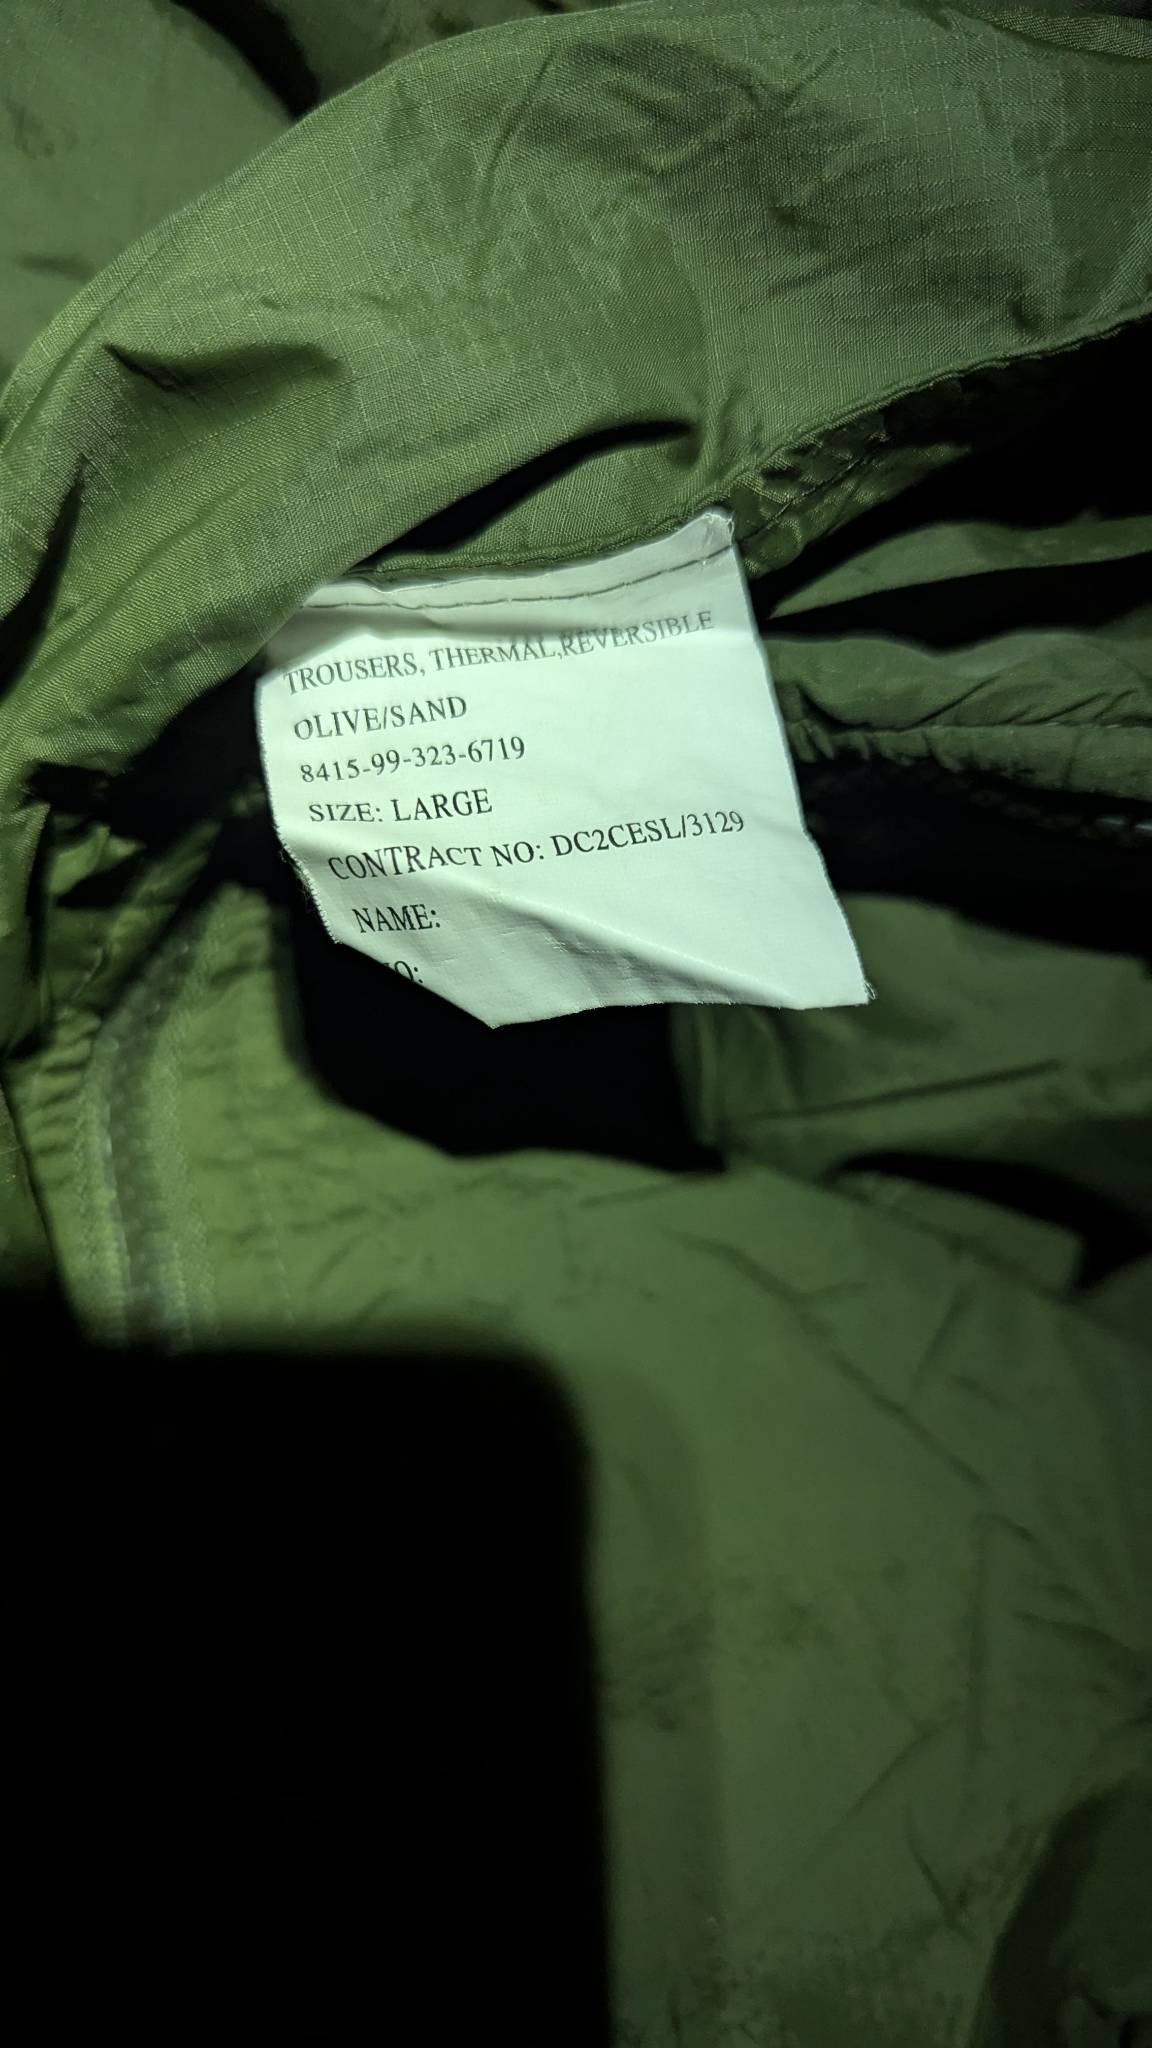 TROUSERS, THERMAL,REVERSIBLE
OLIVE/SAND
8415-99-323-6719
SIZE: LARGE
CONTRACT NO: DC2CESL/3129
NAME: